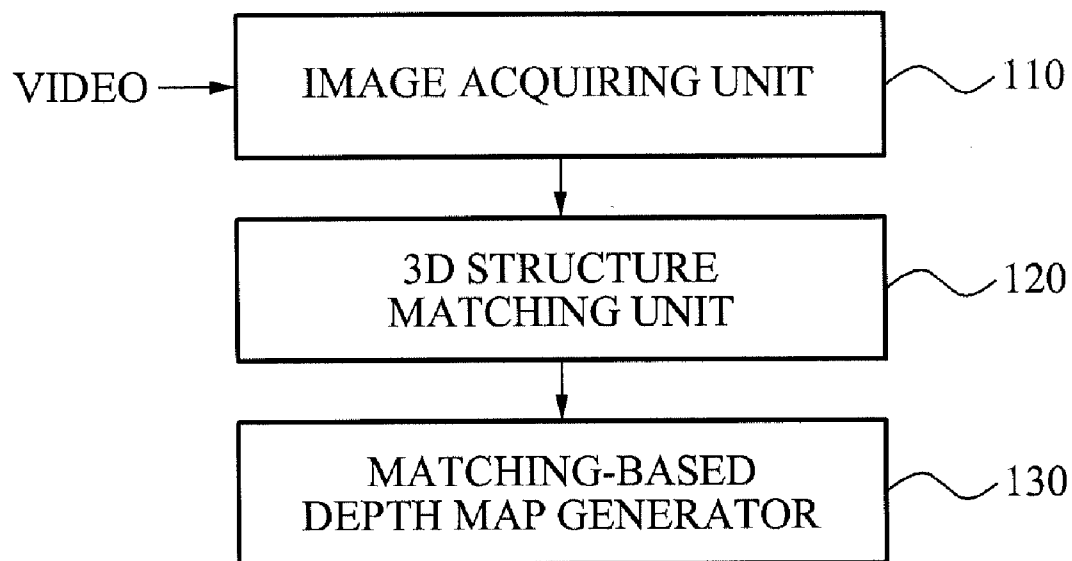 VIDEO
IMAGE ACQUIRING UNIT
110
3D STRUCTURE
MATCHING UNIT
120
MATCHING-BASED
DEPTH MAP GENERATOR
130